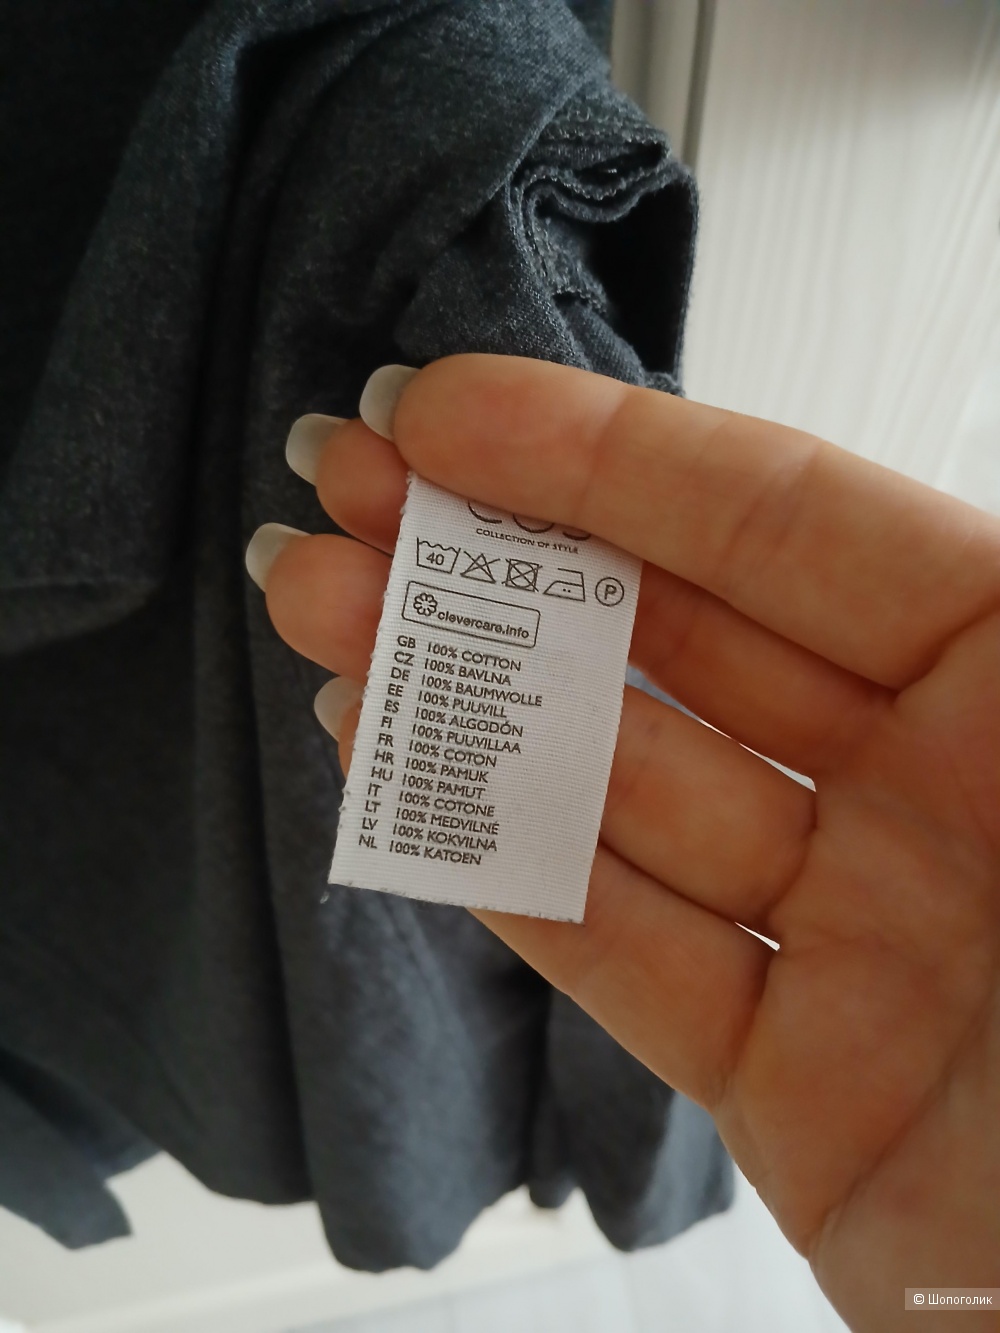 COS
COLLECTION OF STYLE
40 P
clevercare.info
GB 100% COTTON
CZ 100% BAVLNA
DE 100% BAUMWOLLE
EE 100% PUUVILL
ES 100% ALGODÓN
FI 100% PUUVILLAA
FR 100% COTON
HR 100% PAMUK
HU 100% PAMUT
IT 100% COTONE
LT 100% MEDVILNĖ
LV 100% KOKVILNA
NL 100% KATOEN
© Шопоголик